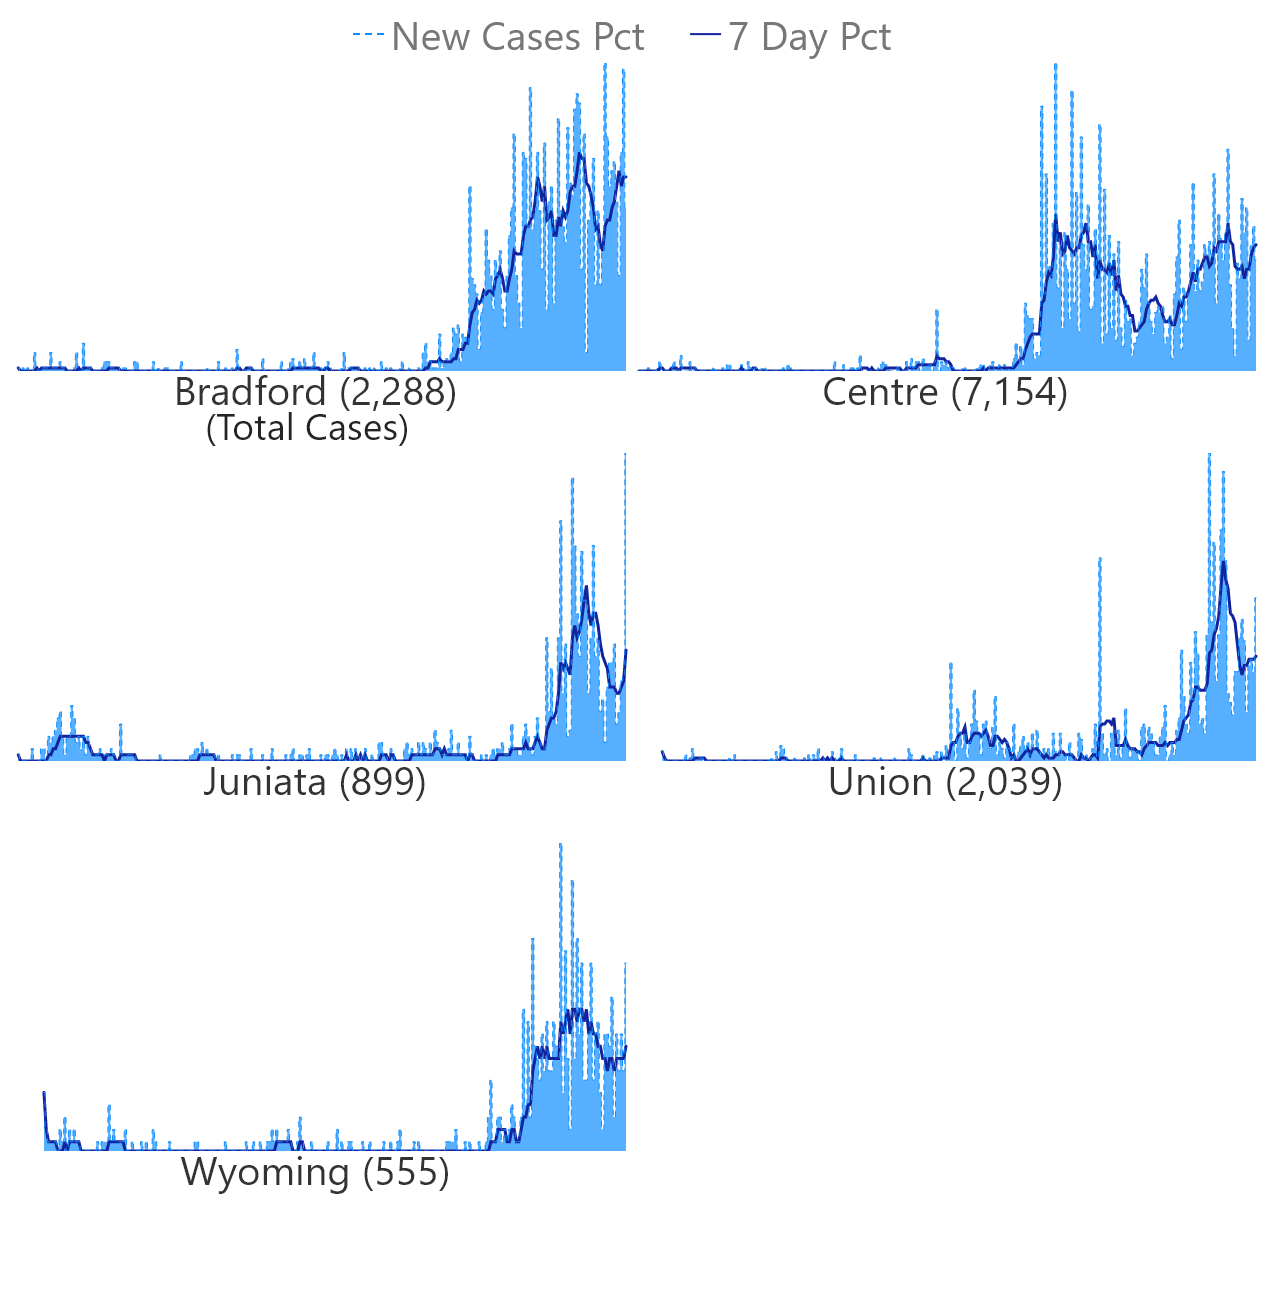 New Cases Pct 7 Day Pct
Bradford (2,288)
(Total Cases)
Centre (7,154)
Juniata (899)
Union (2,039)
Wyoming (555)